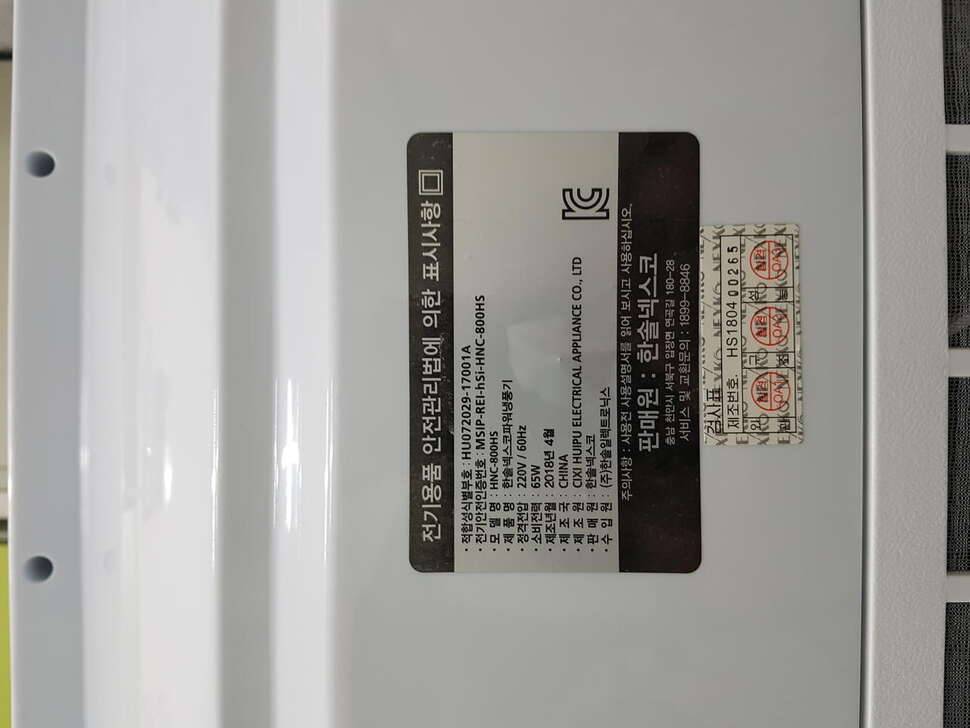 전기용품 안전관리법에 의한 표시사항
• 적합성식별부호 : HU072029-17001A
• 전기안전인증번호 : MSIP-REI-hSi-HNC-800HS
• 모 델 명 : HNC-800HS
• 제 품 명 : 한솔넥스코파워냉풍기
• 정격전압 : 220V / 60Hz
• 소비전력 : 65W
• 제조년월 : 2018년 4월
• 제 조 국 : CHINA
• 제 조 원 : CIXI HUIPU ELECTRICAL APPLIANCE CO., LTD
• 판 매 원 : 한솔넥스코
• 수 입 원 : (주)한솔일렉트로닉스
주의사항 : 사용전 사용설명서를 읽어 보시고 사용하십시오.
판매원 : 한솔넥스코
충남 천안시 서북구 입장면 연곡길 180-28
서비스 및 교환문의 : 1899-8846
검사표
제조번호. HS180400265